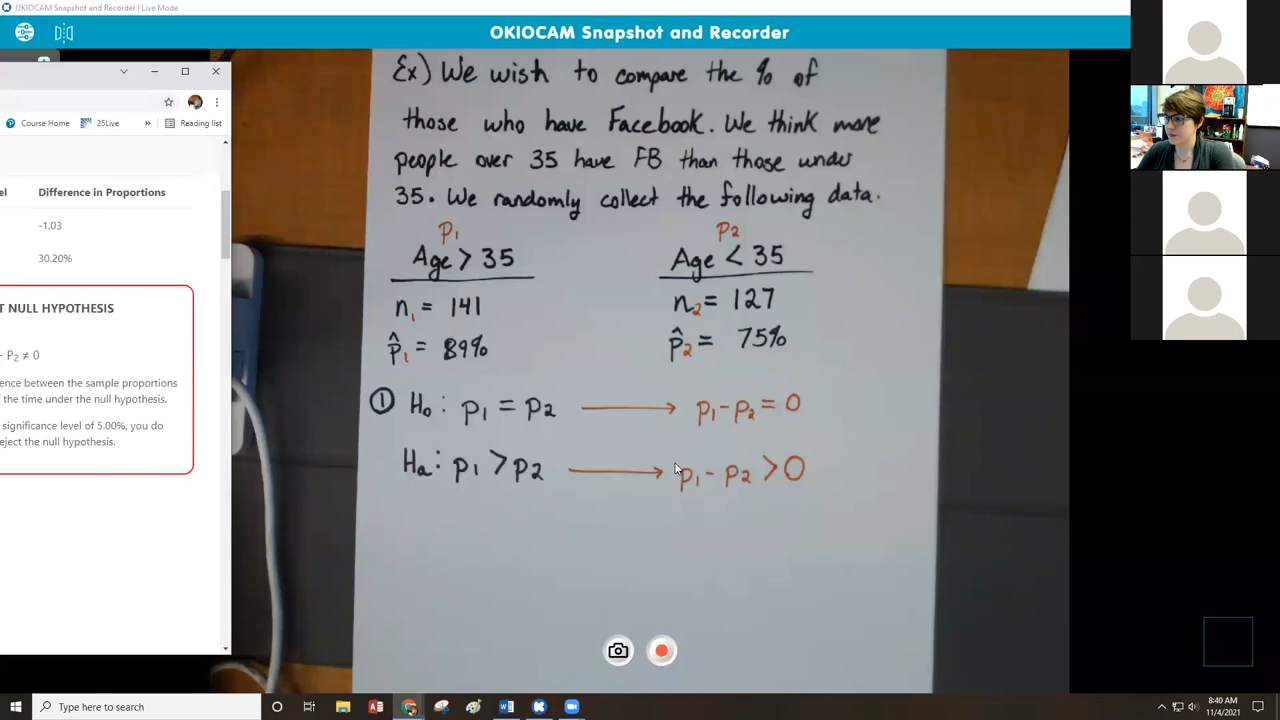 OKIOCAM Snapshot and Recorder | Live Mode
OKIOCAM Snapshot and Recorder
Course Home
25Live
»
Reading list
Difference in Proportions
-1.03
30.20%
T NULL HYPOTHESIS
- P₂ ≠ 0
ence between the sample proportions
f the time under the null hypothesis.
significance level of 5.00%, you do
eject the null hypothesis.
Ex) We wish to compare the % of
those who have Facebook. We think more
people over 35 have FB than those under
35. We randomly collect the following data.
p₁ p₂
Age > 35 Age < 35
n₁ = 141 n₂ = 127
p̂₁ = 89% p̂₂ = 75%
① H₀: p₁ = p₂ → p₁ - p₂ = 0
Ha: p₁ > p₂ → p₁ - p₂ > 0
Type here to search
8:40 AM
11/4/2021